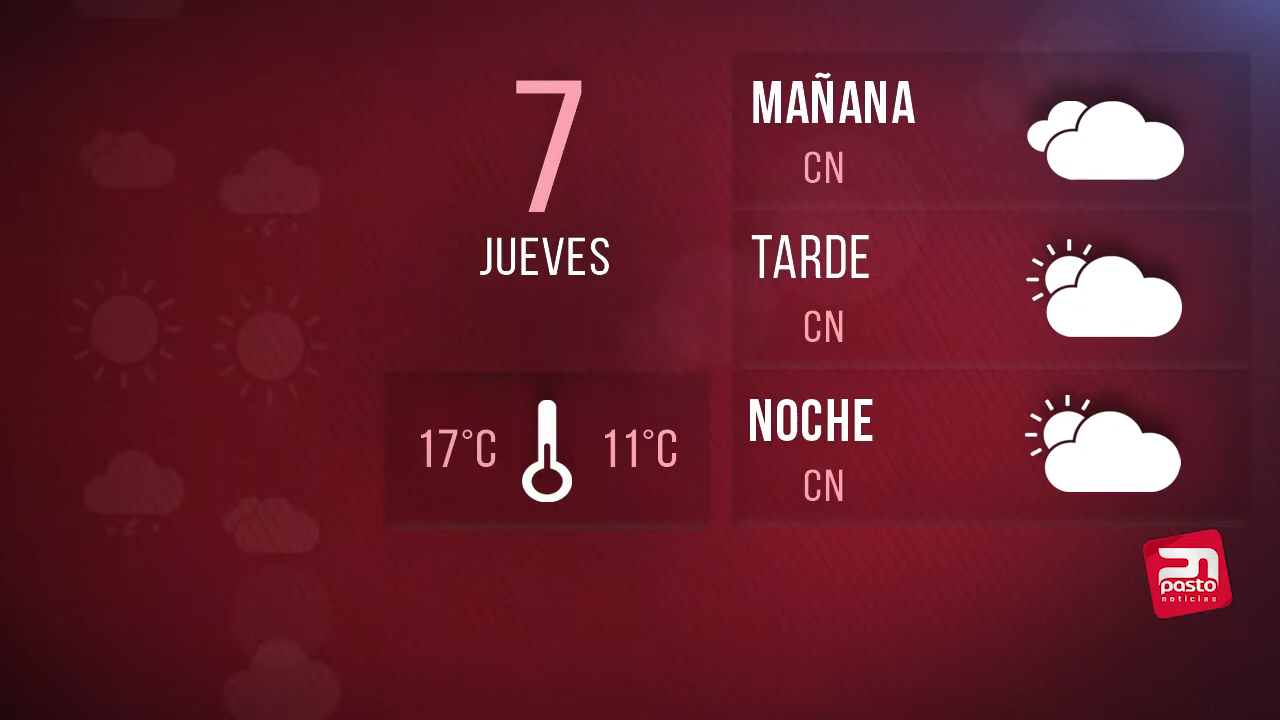 7
JUEVES
17°C
11°C
MAÑANA
CN
TARDE
CN
NOCHE
CN
pasto
noticias